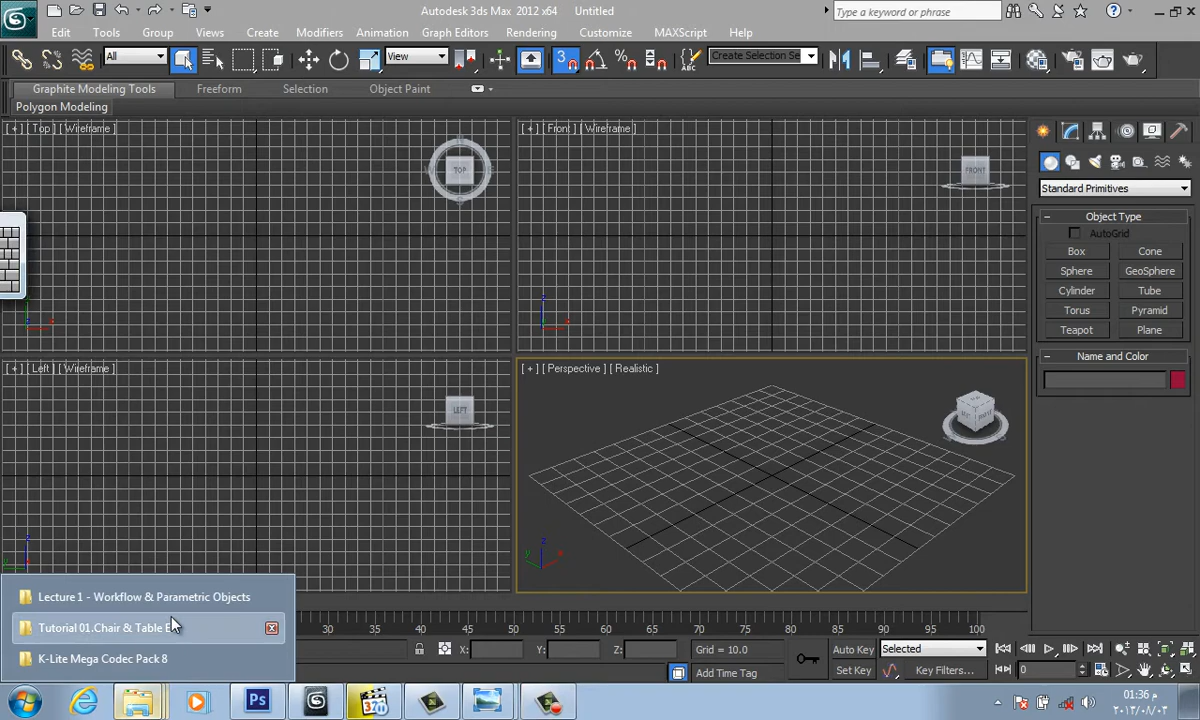 Autodesk 3ds Max 2012 x64 Untitled
Type a keyword or phrase
Edit Tools Group Views Create Modifiers Animation Graph Editors Rendering Customize MAXScript Help
All
View
3
Create Selection Se
Graphite Modeling Tools Freeform Selection Object Paint
Polygon Modeling
[ + ] [ Top ] [ Wireframe ]
TOP
[ + ] [ Front ] [ Wireframe ]
FRONT
Standard Primitives
Object Type
AutoGrid
Box Cone
Sphere GeoSphere
Cylinder Tube
Torus Pyramid
Teapot Plane
Name and Color
[ + ] [ Left ] [ Wireframe ]
LEFT
[ + ] [ Perspective ] [ Realistic ]
z
x
y
Lecture 1 - Workflow & Parametric Objects
Tutorial 01.Chair & Table
K-Lite Mega Codec Pack 8
30 35 40 45 50 55 60 65 70 75 80 85 90 95 100
X: Y: Z: Grid = 10.0
Add Time Tag
Auto Key Selected
Set Key Key Filters... 0
Ps
01:36 م
٢٠١٣/٠٨/٠٣